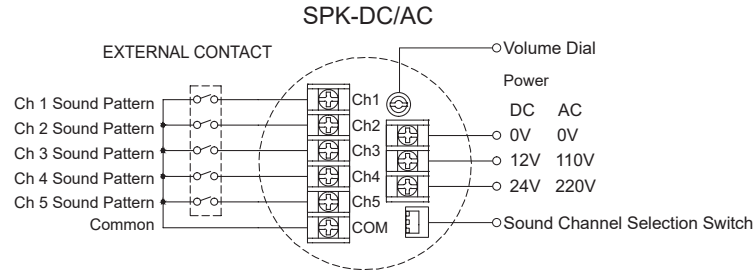 SPK-DC/AC
EXTERNAL CONTACT
Volume Dial
Power
DC AC
Ch 1 Sound Pattern Ch1
Ch 2 Sound Pattern Ch2
0V 0V
Ch 3 Sound Pattern Ch3
12V 110V
Ch 4 Sound Pattern Ch4
24V 220V
Ch 5 Sound Pattern Ch5
Common COM
Sound Channel Selection Switch